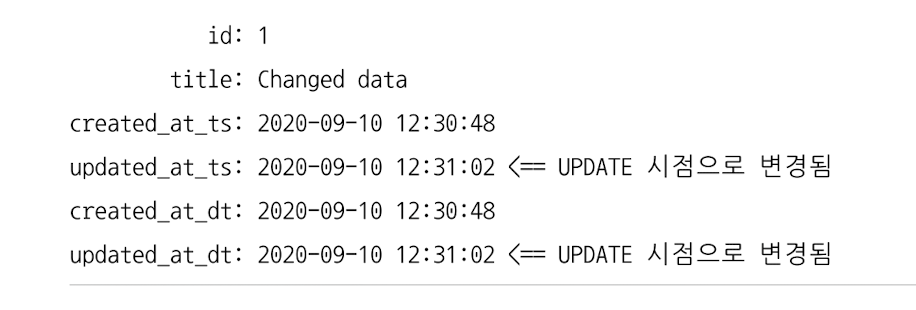 id: 1
title: Changed data
created_at_ts: 2020-09-10 12:30:48
updated_at_ts: 2020-09-10 12:31:02 <== UPDATE 시점으로 변경됨
created_at_dt: 2020-09-10 12:30:48
updated_at_dt: 2020-09-10 12:31:02 <== UPDATE 시점으로 변경됨